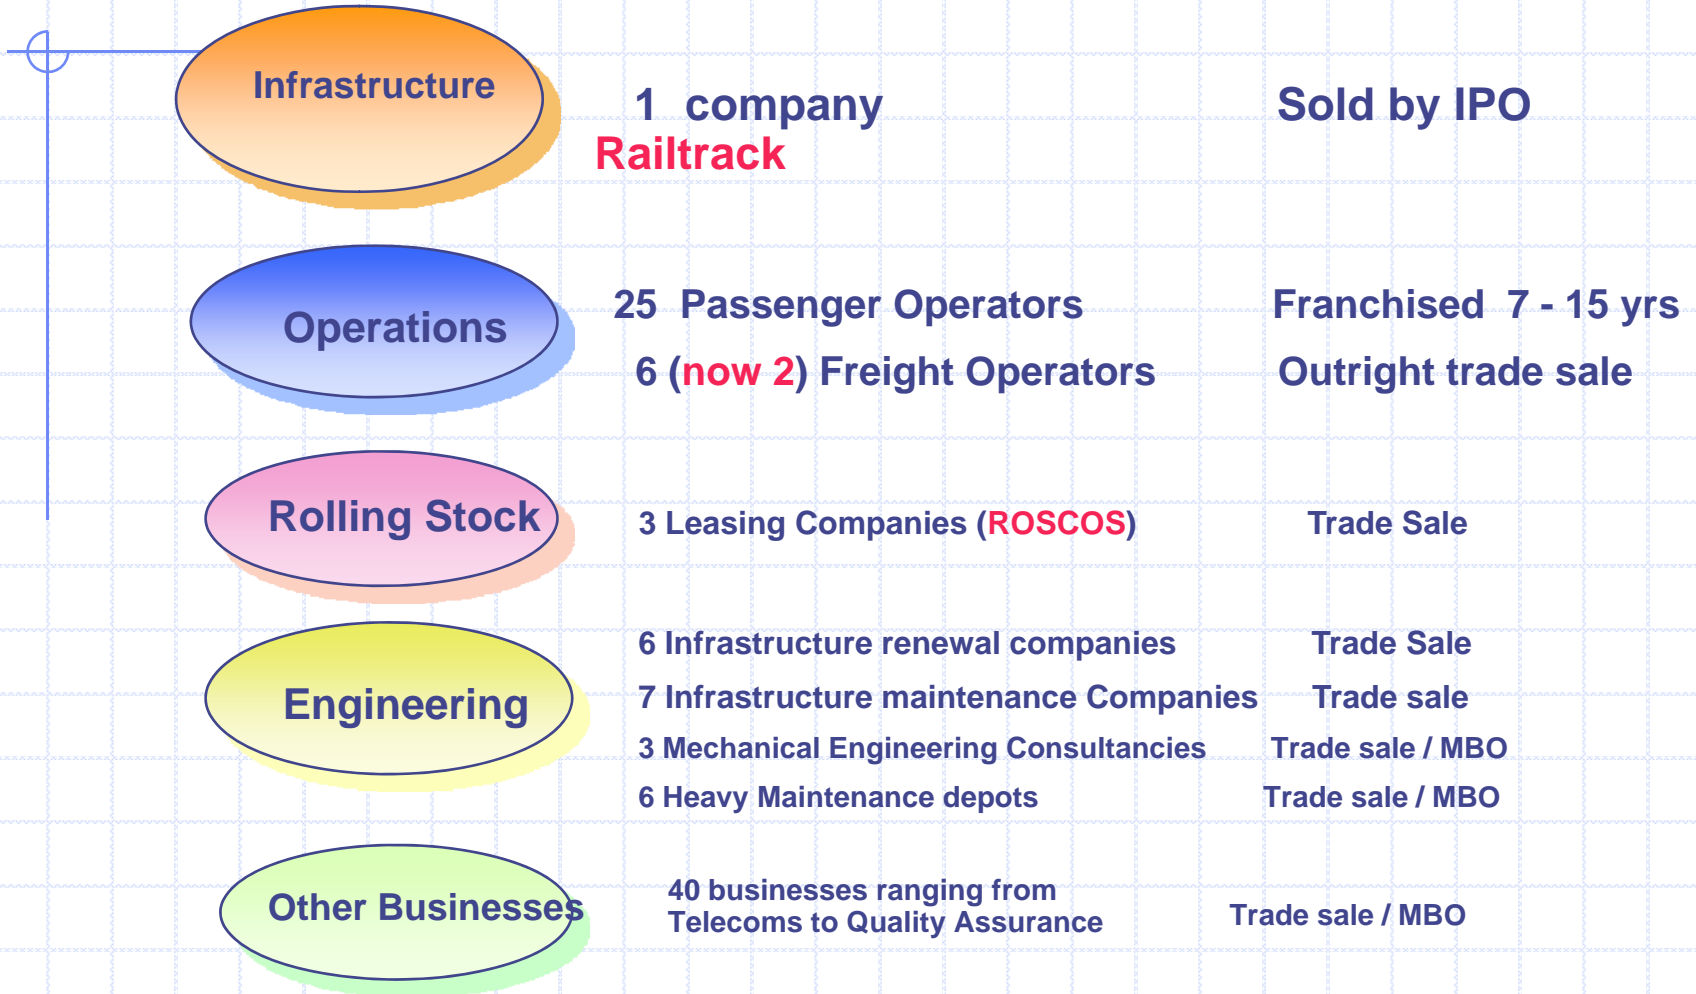 Infrastructure
1 company
Sold by IPO
Railtrack
Operations
25 Passenger Operators
Franchised 7 - 15 yrs
6 (now 2) Freight Operators
Outright trade sale
Rolling Stock
3 Leasing Companies (ROSCOS)
Trade Sale
Engineering
6 Infrastructure renewal companies
Trade Sale
7 Infrastructure maintenance Companies
Trade sale
3 Mechanical Engineering Consultancies
Trade sale / MBO
6 Heavy Maintenance depots
Trade sale / MBO
Other Businesses
40 businesses ranging from
Telecoms to Quality Assurance
Trade sale / MBO